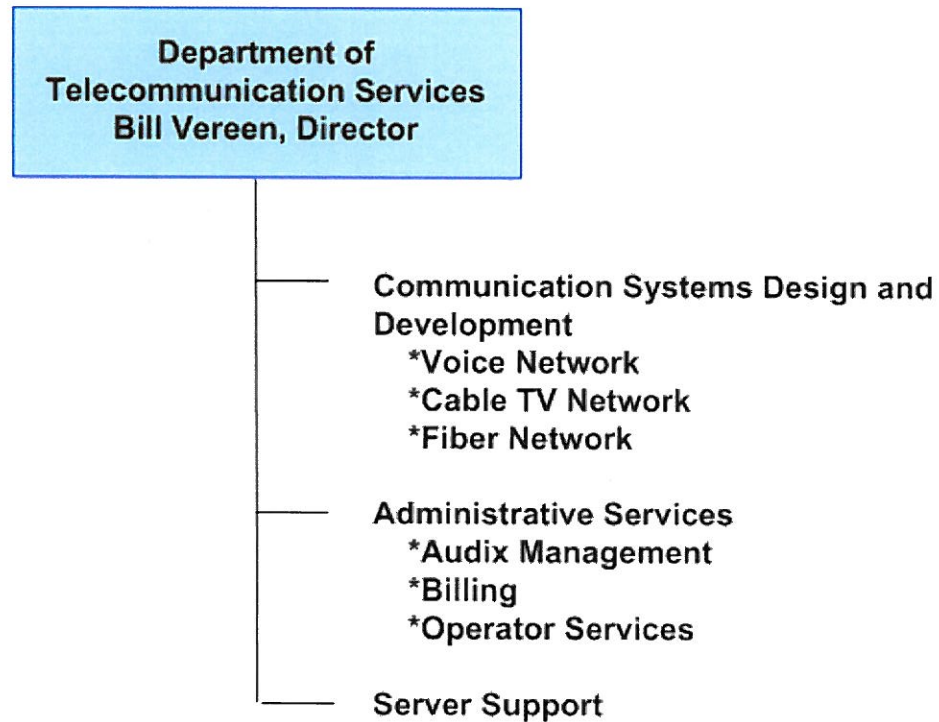 Department of
Telecommunication Services
Bill Vereen, Director
Communication Systems Design and
Development
*Voice Network
*Cable TV Network
*Fiber Network
Administrative Services
*Audix Management
*Billing
*Operator Services
Server Support